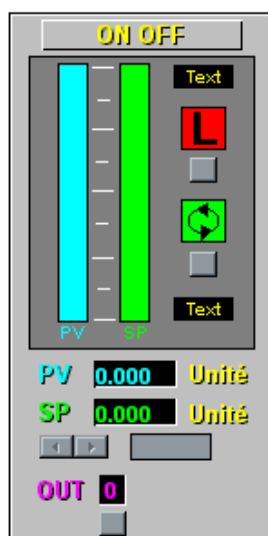 ON OFF
Text
L
Text
PV SP
PV 0.000 Unité
SP 0.000 Unité
OUT 0